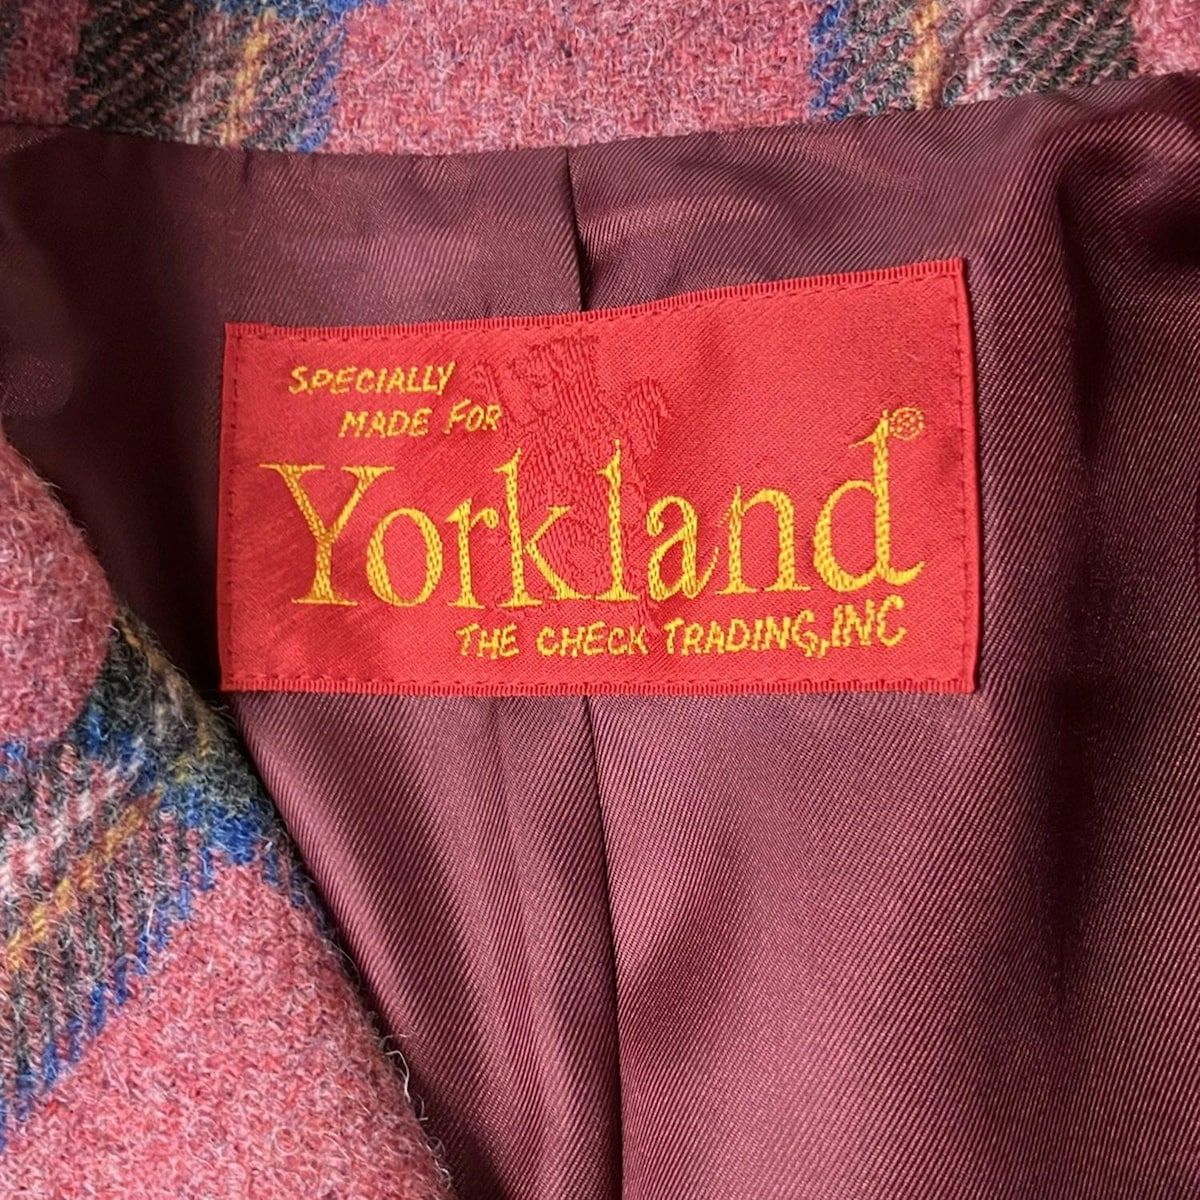 SPECIALLY
MADE FOR
Yorkland®
THE CHECK TRADING,INC